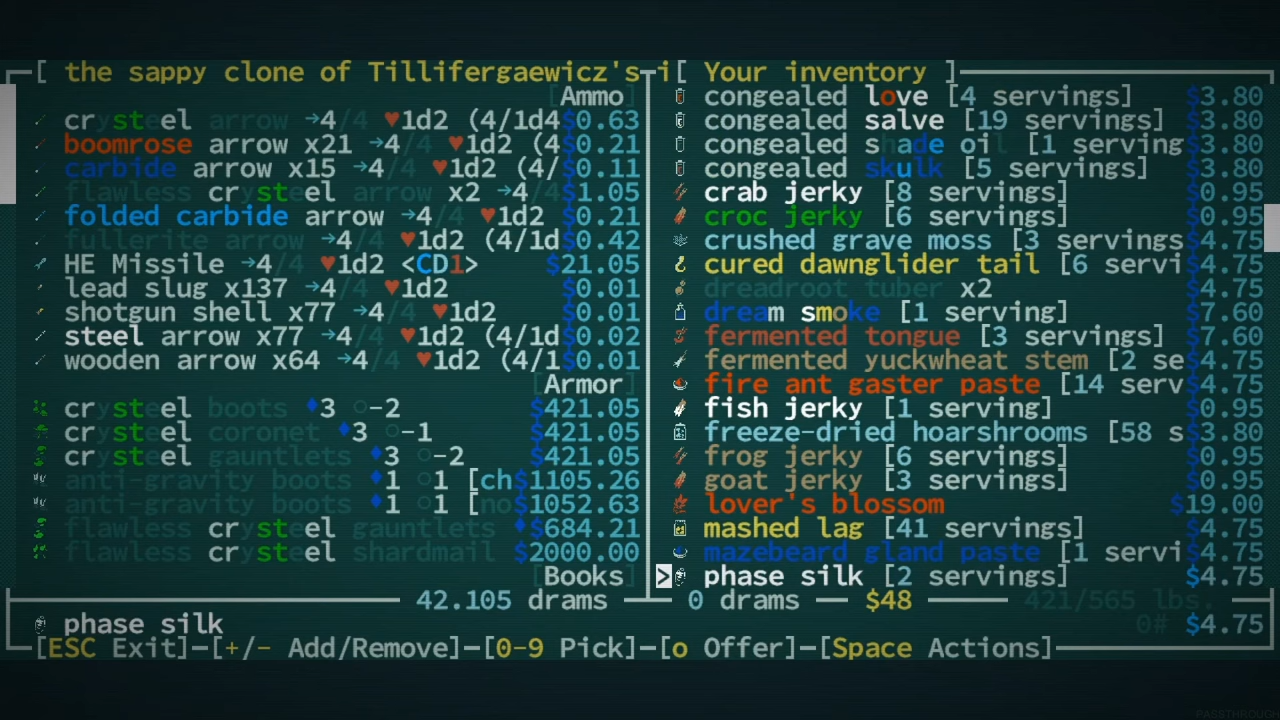 [ the sappy clone of Tillifergaewicz's i
[Ammo]
crysteel arrow →4/4 ♥1d2 (4/1d4 $0.63
boomrose arrow x21 →4/4 ♥1d2 (4 $0.21
carbide arrow x15 →4/4 ♥1d2 (4/ $0.11
flawless crysteel arrow x2 →4/4 $1.05
folded carbide arrow →4/4 ♥1d2 $0.21
fullerite arrow →4/4 ♥1d2 (4/1d $0.42
HE Missile →4/4 ♥1d2 <CD1> $21.05
lead slug x137 →4/4 ♥1d2 $0.01
shotgun shell x77 →4/4 ♥1d2 $0.01
steel arrow x77 →4/4 ♥1d2 (4/1d $0.02
wooden arrow x64 →4/4 ♥1d2 (4/1 $0.01
[Armor]
crysteel boots ♦3 ○-2 $421.05
crysteel coronet ♦3 ○-1 $421.05
crysteel gauntlets ♦3 ○-2 $421.05
anti-gravity boots ♦1 ○1 [ch $1105.26
anti-gravity boots ♦1 ○1 [no $1052.63
flawless crysteel gauntlets ♦ $684.21
flawless crysteel shardmail $2000.00
[Books]
42.105 drams
[ Your inventory ]
congealed love [4 servings] $3.80
congealed salve [19 servings] $3.80
congealed shade oil [1 serving $3.80
congealed skulk [5 servings] $3.80
crab jerky [8 servings] $0.95
croc jerky [6 servings] $0.95
crushed grave moss [3 servings $4.75
cured dawnglider tail [6 servi $4.75
dreadroot tuber x2 $4.75
dream smoke [1 serving] $7.60
fermented tongue [3 servings] $7.60
fermented yuckwheat stem [2 se $4.75
fire ant gaster paste [14 serv $4.75
fish jerky [1 serving] $0.95
freeze-dried hoarshrooms [58 s $3.80
frog jerky [6 servings] $0.95
goat jerky [3 servings] $0.95
lover's blossom $19.00
mashed lag [41 servings] $4.75
mazebeard gland paste [1 servi $4.75
> phase silk [2 servings] $4.75
0 drams — $48 — 421/565 lbs.
phase silk 0# $4.75
[ESC Exit]-[+/- Add/Remove]-[0-9 Pick]-[o Offer]-[Space Actions]